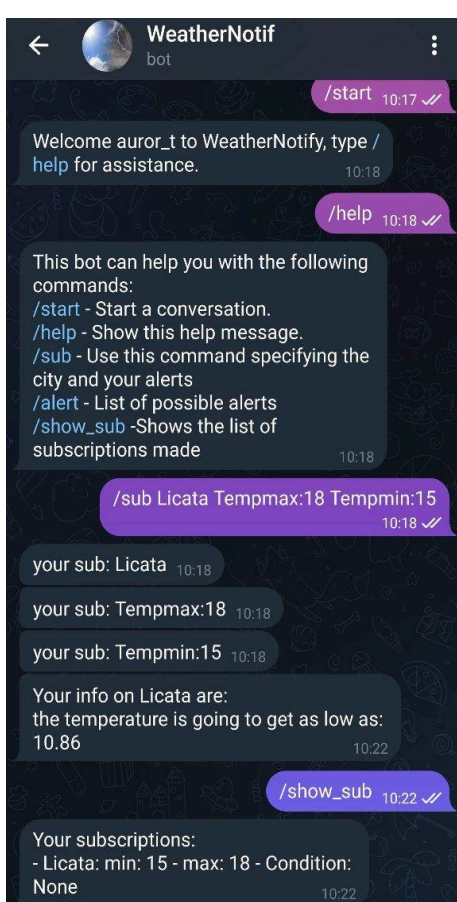 WeatherNotif
bot
/start 10:17
Welcome auror_t to WeatherNotify, type /
help for assistance.
10:18
/help 10:18
This bot can help you with the following
commands:
/start - Start a conversation.
/help - Show this help message.
/sub - Use this command specifying the
city and your alerts
/alert - List of possible alerts
/show_sub -Shows the list of
subscriptions made
10:18
/sub Licata Tempmax:18 Tempmin:15
10:18
your sub: Licata 10:18
your sub: Tempmax:18 10:18
your sub: Tempmin:15 10:18
Your info on Licata are:
the temperature is going to get as low as:
10.86
10:22
/show_sub 10:22
Your subscriptions:
- Licata: min: 15 - max: 18 - Condition:
None
10:22